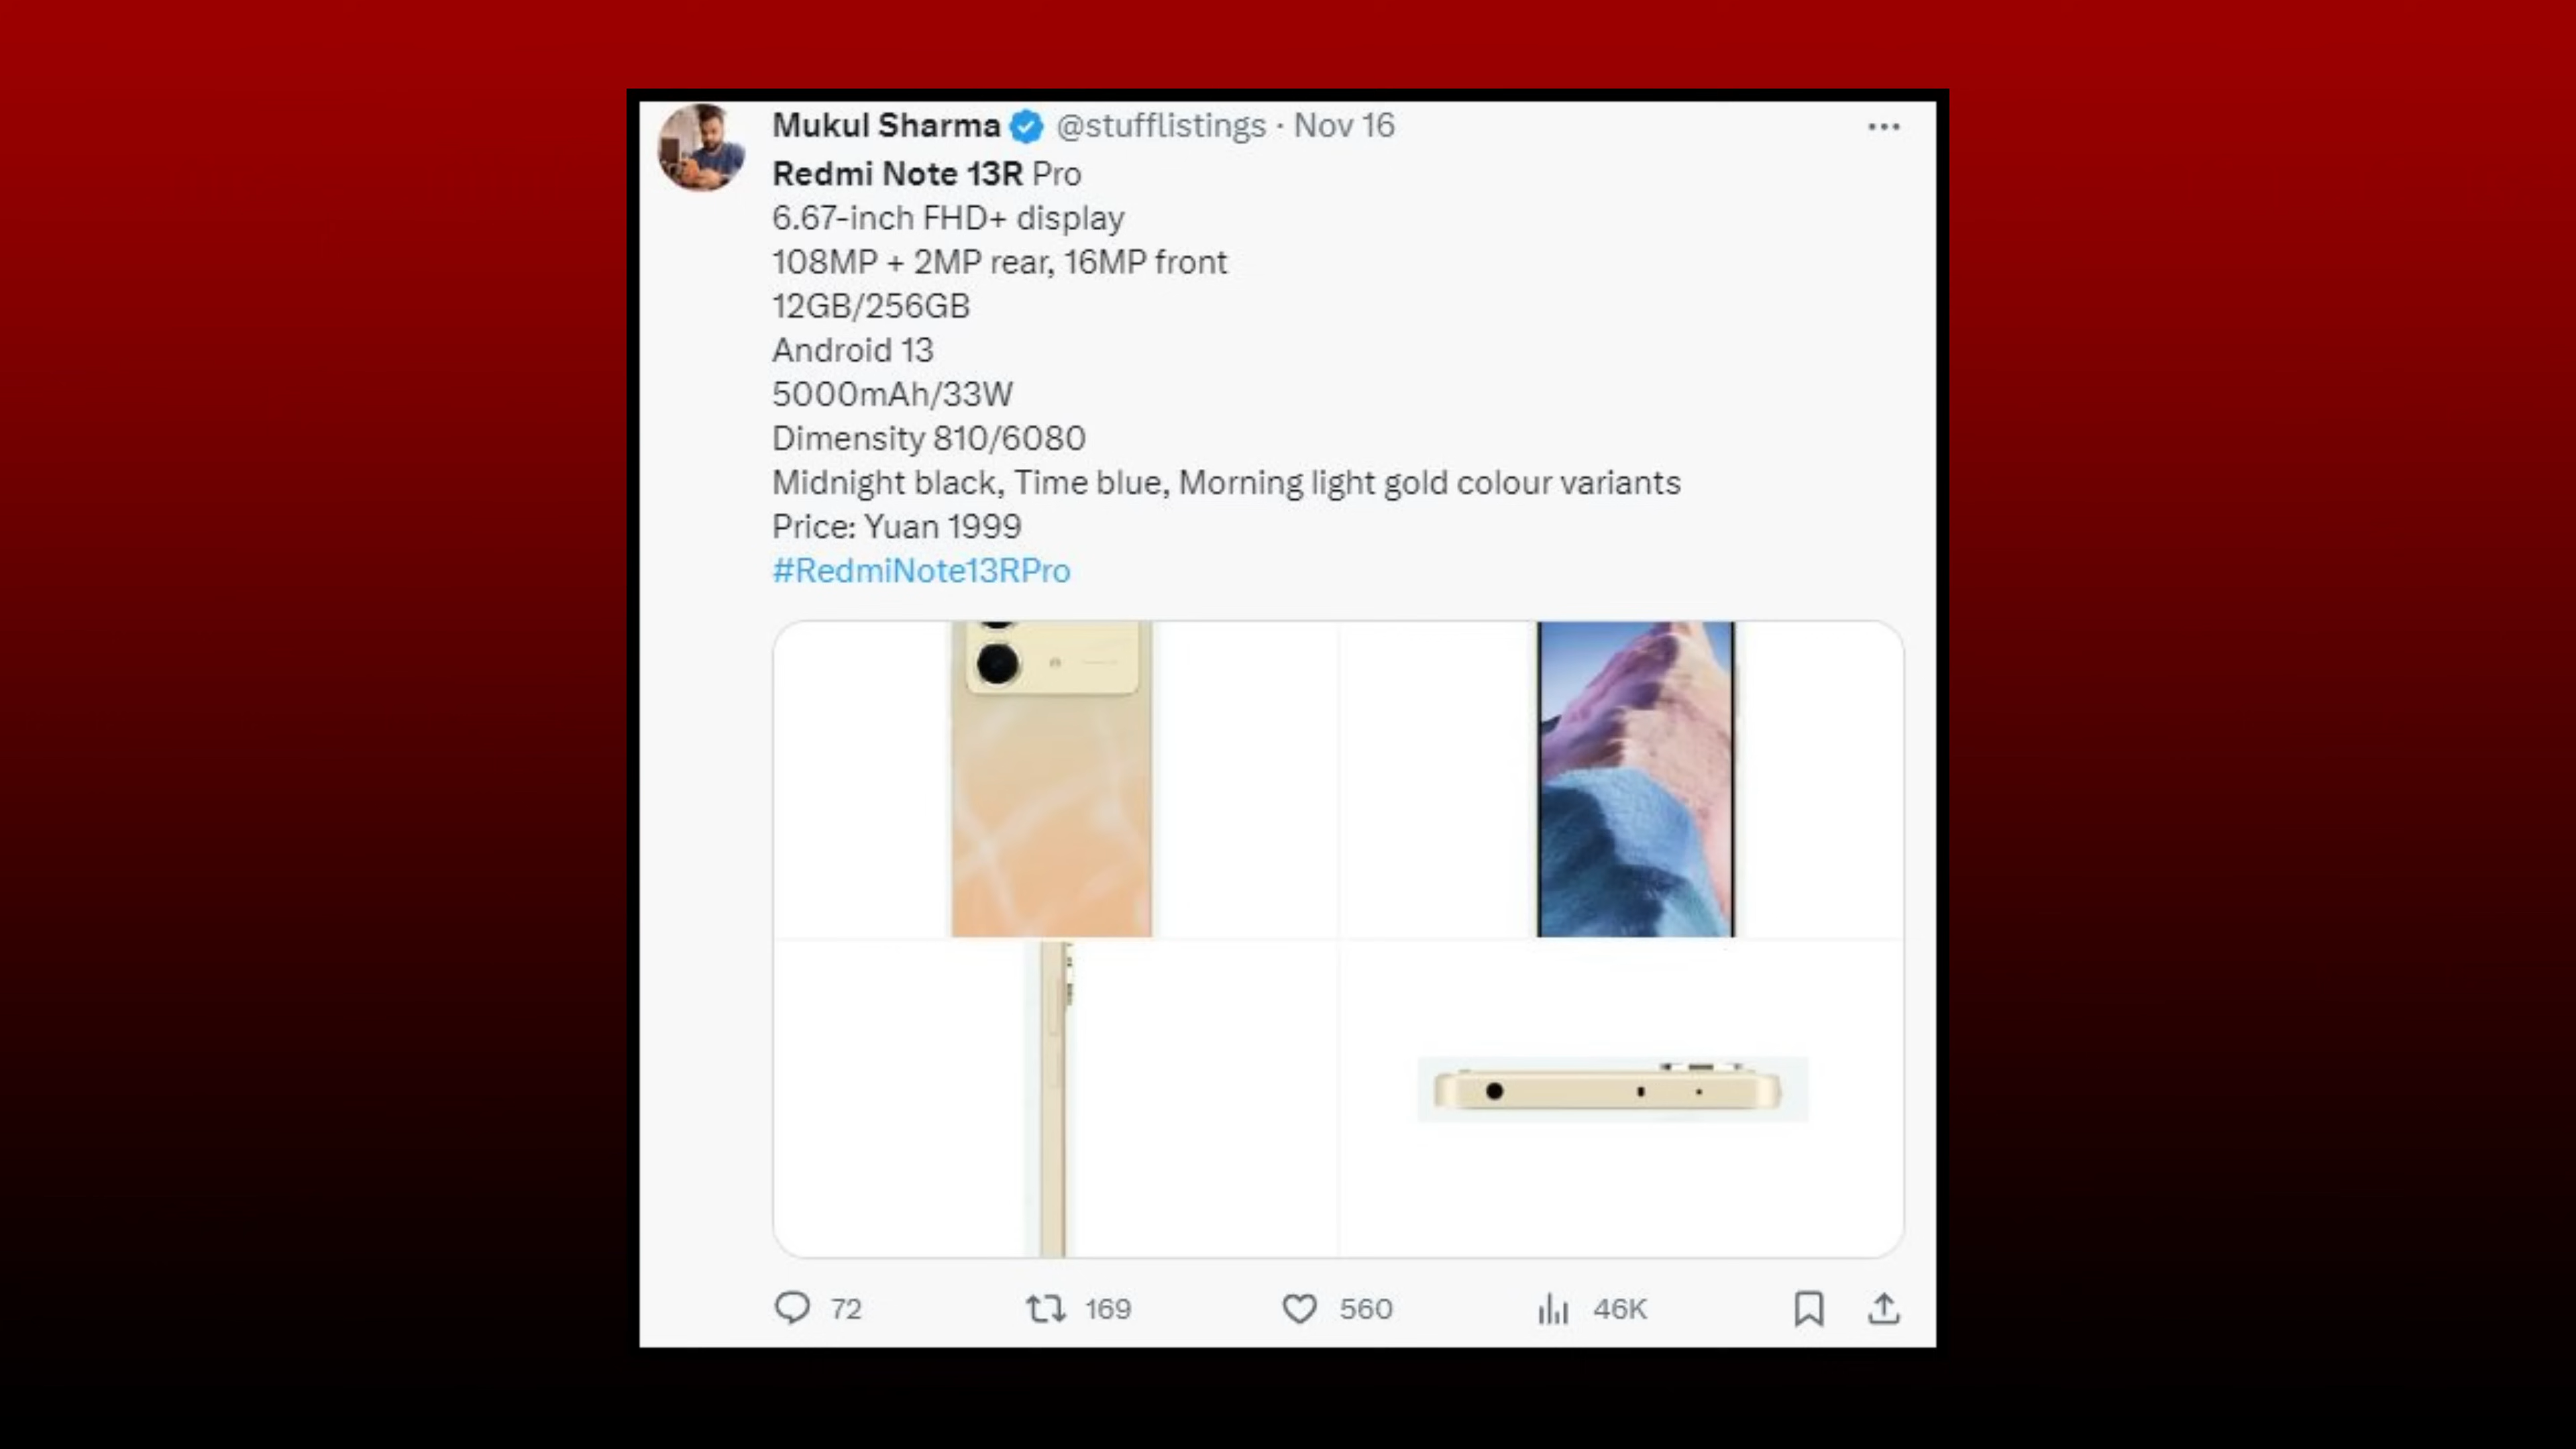 Mukul Sharma @stufflistings · Nov 16
Redmi Note 13R Pro
6.67-inch FHD+ display
108MP + 2MP rear, 16MP front
12GB/256GB
Android 13
5000mAh/33W
Dimensity 810/6080
Midnight black, Time blue, Morning light gold colour variants
Price: Yuan 1999
#RedmiNote13RPro
72 169 560 46K